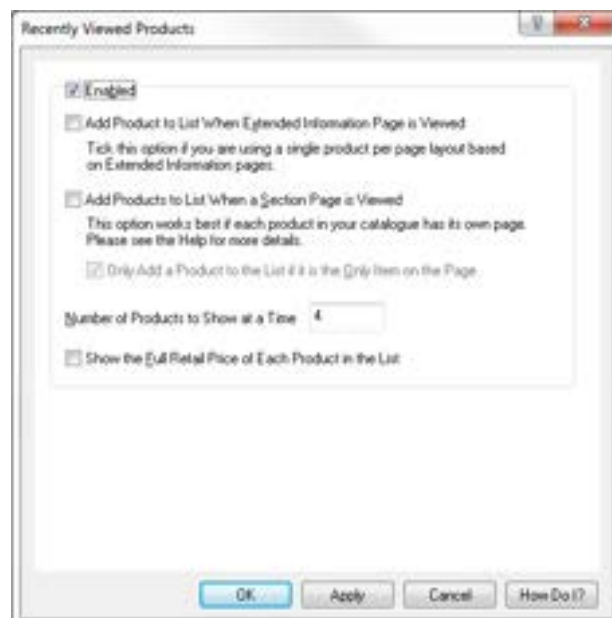 Recently Viewed Products
Enabled
Add Product to List When Extended Information Page is Viewed
Tick this option if you are using a single product per page layout based
on Extended Information pages.
Add Products to List When a Section Page is Viewed
This option works best if each product in your catalogue has its own page.
Please see the Help for more details.
Only Add a Product to the List if it is the Only Item on the Page
Number of Products to Show at a Time 4
Show the Full Retail Price of Each Product in the List
OK Apply Cancel How Do I?